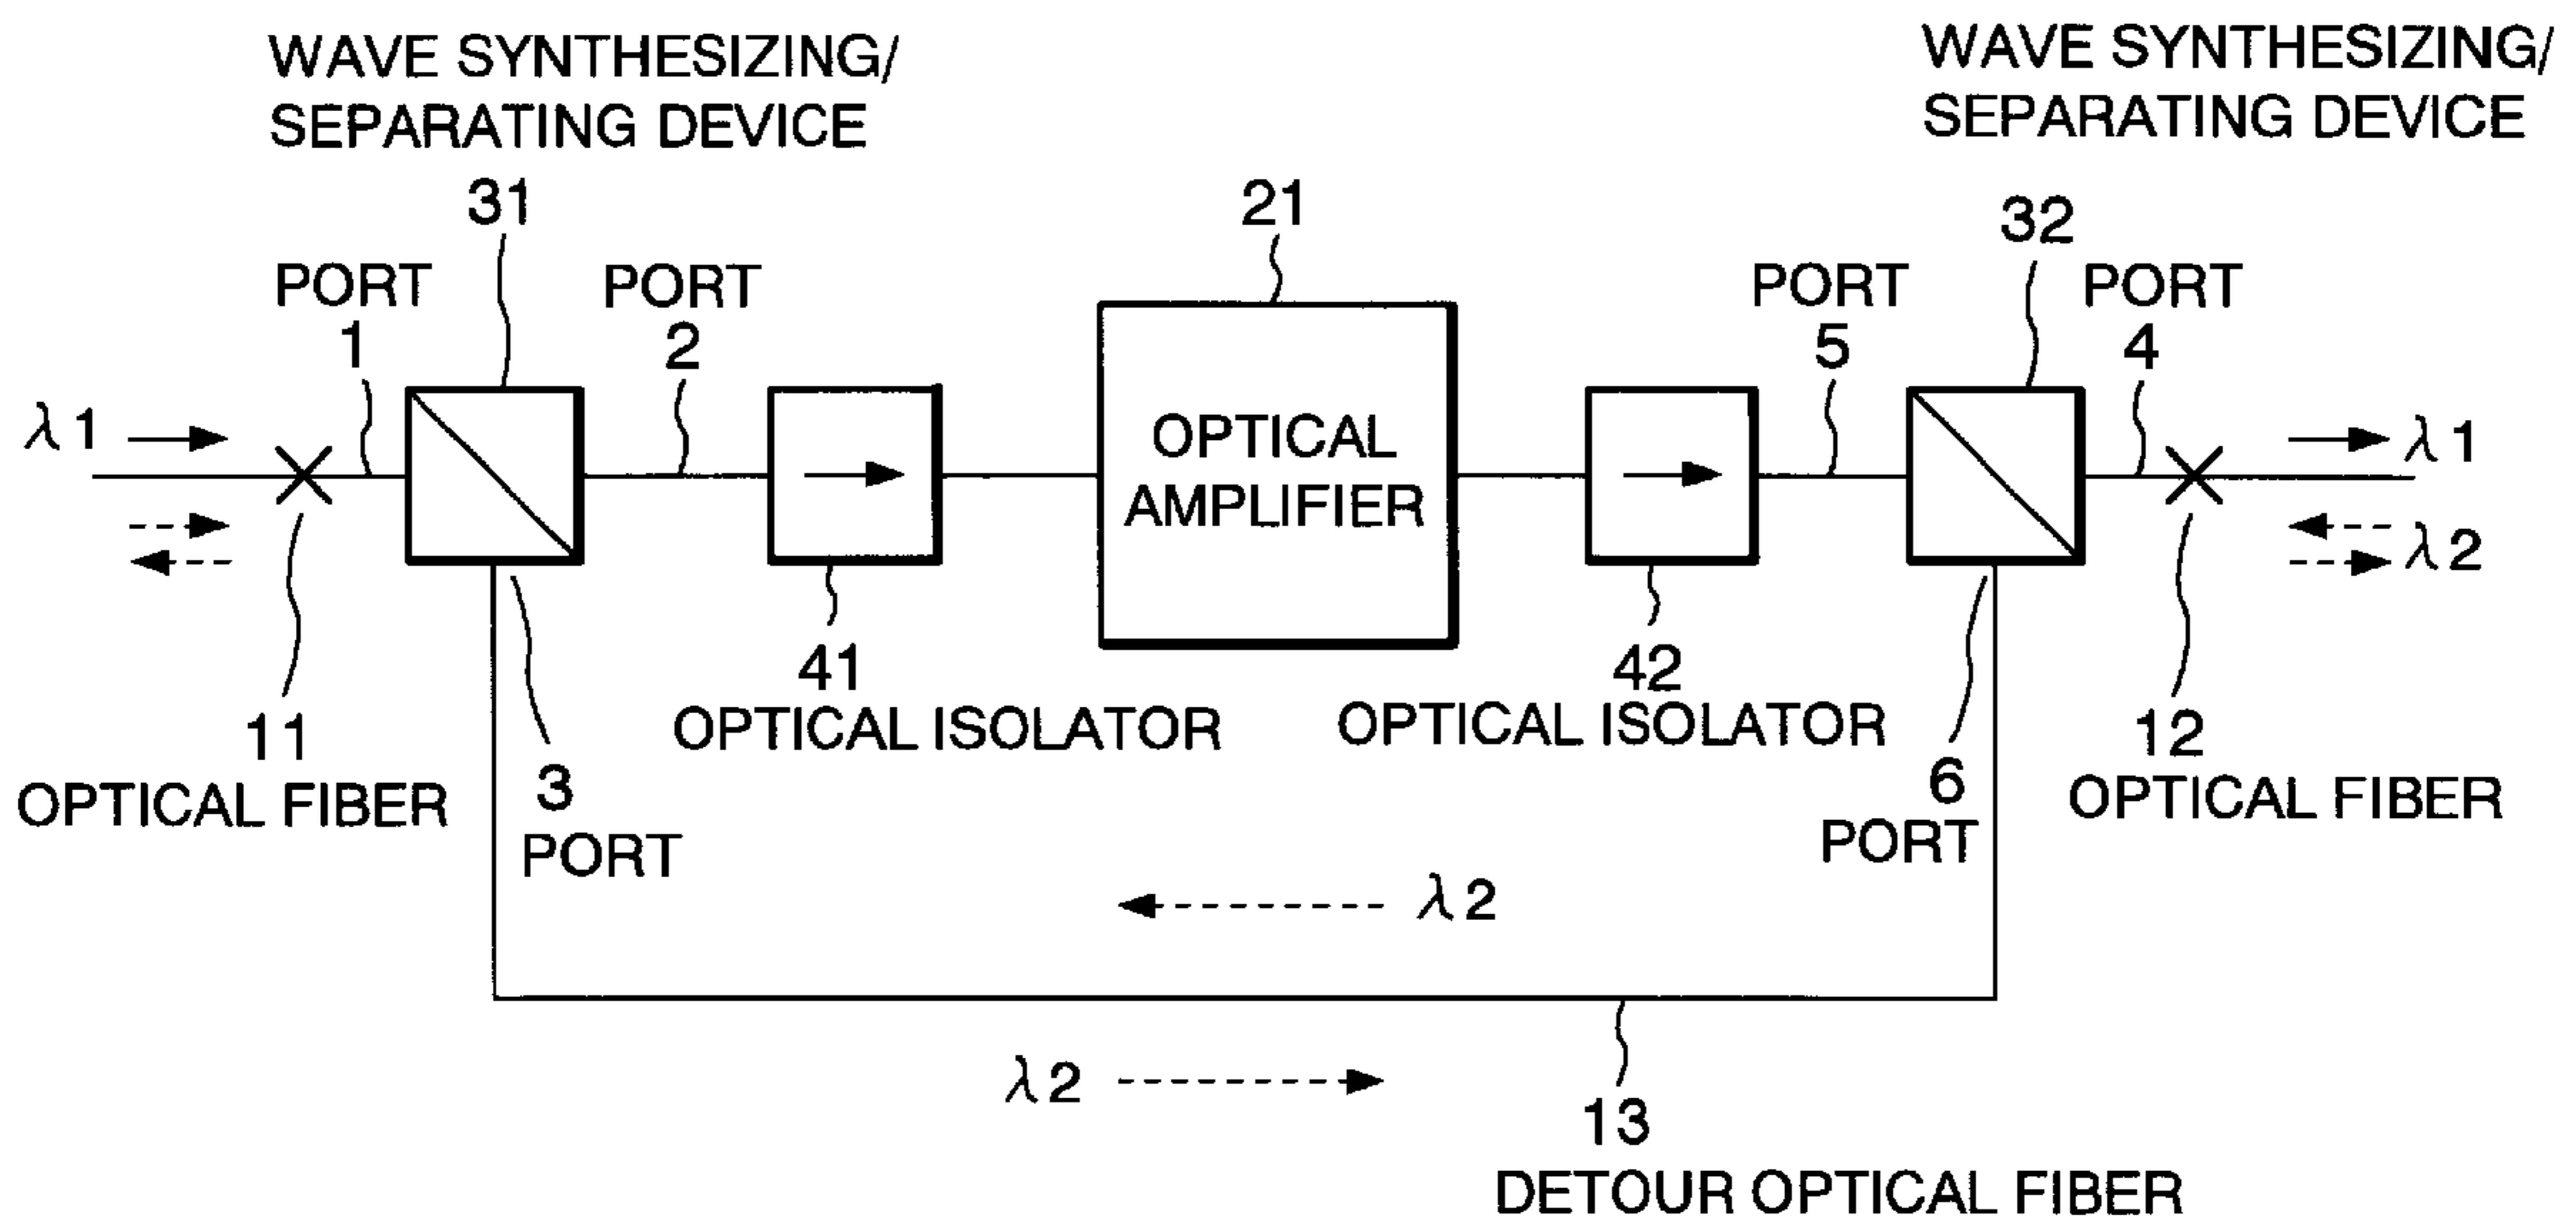 WAVE SYNTHESIZING/
SEPARATING DEVICE
31
WAVE SYNTHESIZING/
SEPARATING DEVICE
32
21
PORT
1
PORT
2
PORT
5
PORT
4
λ1
OPTICAL
AMPLIFIER
λ1
λ2
11
OPTICAL FIBER
3
PORT
41
OPTICAL ISOLATOR
42
OPTICAL ISOLATOR
6
PORT
12
OPTICAL FIBER
λ2
λ2
13
DETOUR OPTICAL FIBER